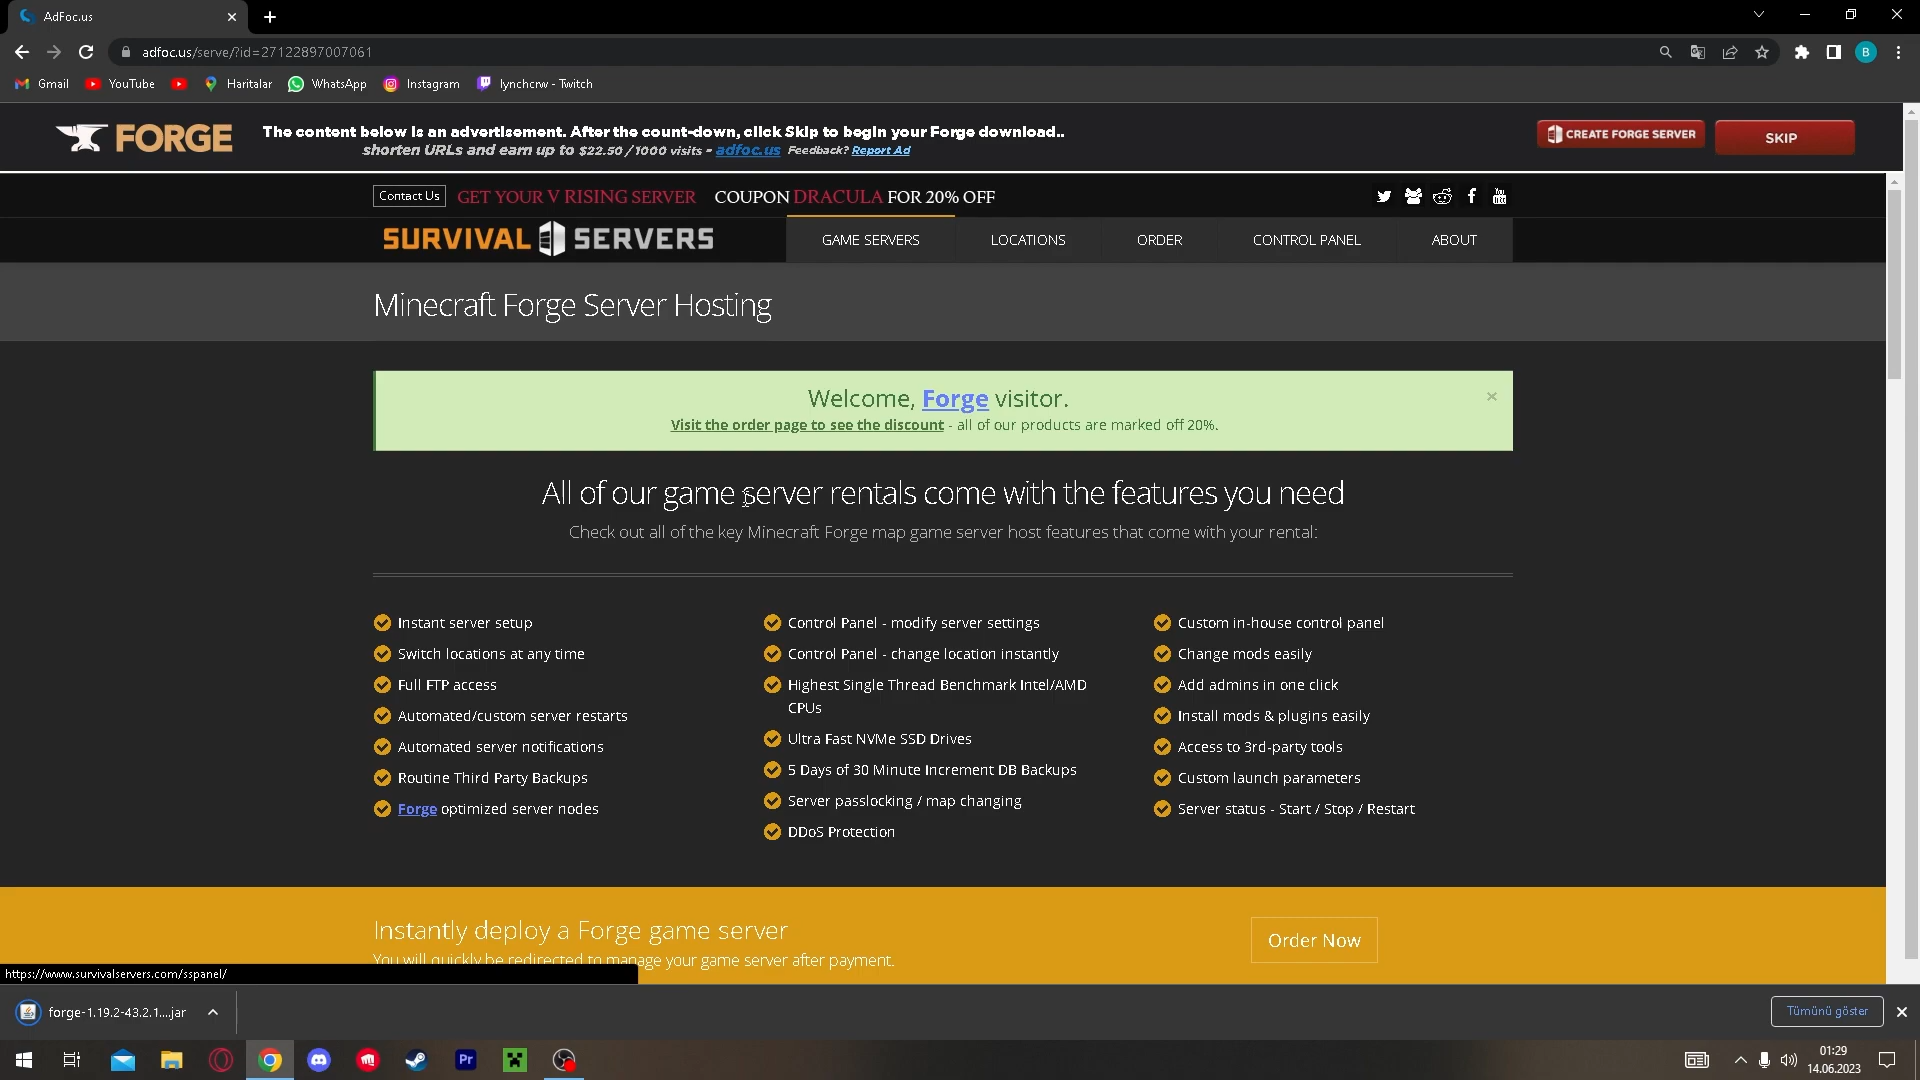 AdFoc.us
adfoc.us/serve/?id=27122897007061
B
Gmail
YouTube
Haritalar
WhatsApp
Instagram
lynchcrw - Twitch
FORGE
The content below is an advertisement. After the count-down, click Skip to begin your Forge download..
shorten URLs and earn up to $22.50 / 1000 visits - adfoc.us Feedback? Report Ad
CREATE FORGE SERVER
SKIP
Contact Us
GET YOUR V RISING SERVER
COUPON DRACULA FOR 20% OFF
You
SURVIVAL SERVERS
GAME SERVERS
LOCATIONS
ORDER
CONTROL PANEL
ABOUT
Minecraft Forge Server Hosting
Welcome, Forge visitor.
Visit the order page to see the discount - all of our products are marked off 20%.
All of our game server rentals come with the features you need
Check out all of the key Minecraft Forge map game server host features that come with your rental:
Instant server setup
Switch locations at any time
Full FTP access
Automated/custom server restarts
Automated server notifications
Routine Third Party Backups
Forge optimized server nodes
Control Panel - modify server settings
Control Panel - change location instantly
Highest Single Thread Benchmark Intel/AMD
CPUs
Ultra Fast NVMe SSD Drives
5 Days of 30 Minute Increment DB Backups
Server passlocking / map changing
DDoS Protection
Custom in-house control panel
Change mods easily
Add admins in one click
Install mods & plugins easily
Access to 3rd-party tools
Custom launch parameters
Server status - Start / Stop / Restart
Instantly deploy a Forge game server
You will quickly be redirected to manage your game server after payment.
Order Now
https://www.survivalservers.com/sspanel/
forge-1.19.2-43.2.1....jar
Tümünü göster
Pr
01:29
14.06.2023